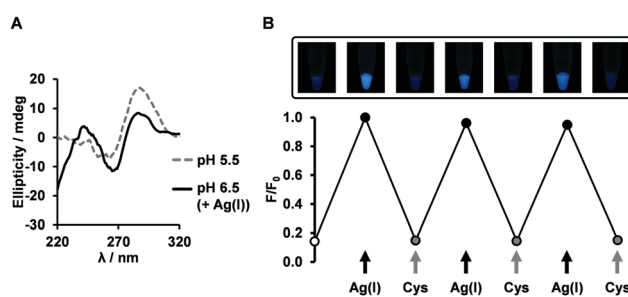 A
B
20
10
0
-10
-20
-30
Ellipticity / mdeg
220 270 320
λ / nm
pH 5.5
pH 6.5
(+ Ag(I))
1.0
0.8
0.6
0.4
0.2
0.0
F/F₀
Ag(I) Cys Ag(I) Cys Ag(I) Cys